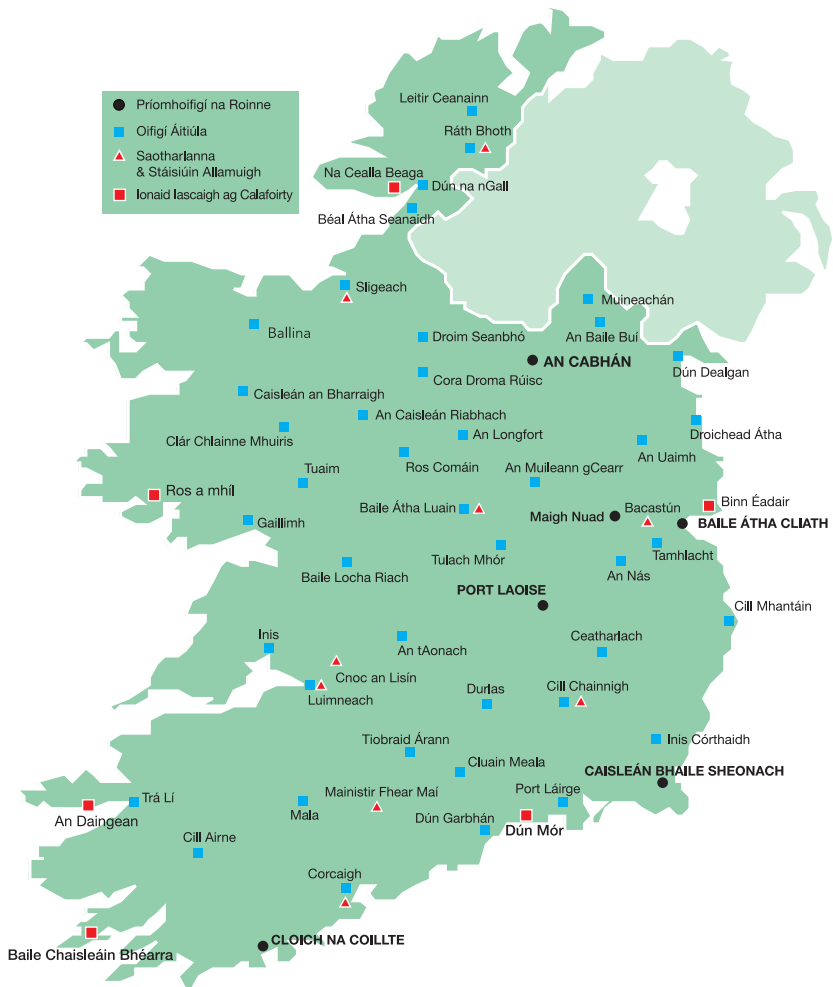 Príomhoifigí na Roinne
Oifigí Áitiúla
Saotharlanna
& Stáisiúin Allamuigh
Ionaid Iascaigh ag Calafoirty
Leitir Ceanainn
Ráth Bhoth
Na Cealla Beaga
Dún na nGall
Béal Átha Seanaidh
Sligeach
Muineachán
Ballina
Droim Seanbhó
An Baile Buí
AN CABHÁN
Dún Dealgan
Cora Droma Rúisc
Caisleán an Bharraigh
An Caisleán Riabhach
Clár Chlainne Mhuiris
An Longfort
Droichead Átha
An Uaimh
Ros Comáin
Tuaim
An Muileann gCearr
Ros a mhíl
Binn Éadair
Baile Átha Luain
Bacastún
Maigh Nuad
BAILE ÁTHA CLIATH
Gaillimh
Tulach Mhór
Tamhlacht
Baile Locha Riach
An Nás
PORT LAOISE
Cill Mhantáin
Inis
An tAonach
Ceatharlach
Cnoc an Lisín
Luimneach
Durlas
Cill Chainnigh
Tiobraid Árann
Inis Córthaidh
Cluain Meala
CAISLEÁN BHAILE SHEONACH
Mainistir Fhear Maí
Port Láirge
Trá Lí
An Daingean
Mala
Dún Garbhán
Dún Mór
Cill Airne
Corcaigh
CLOICH NA COILLTE
Baile Chaisleáin Bhéarra